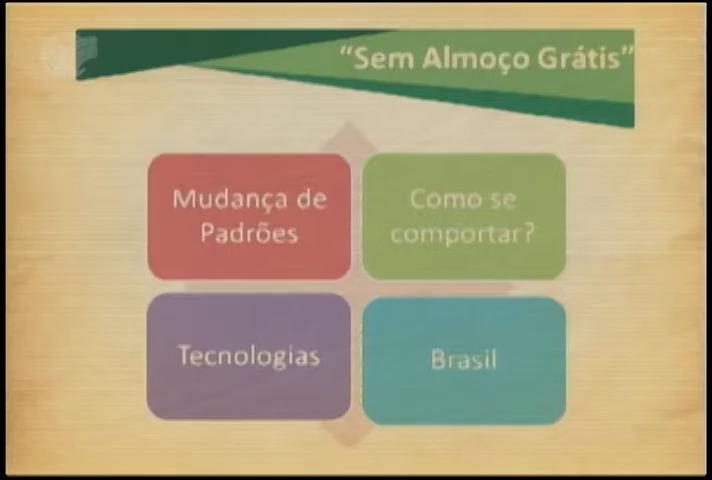 “Sem Almoço Grátis”
Mudança de
Padrões
Como se
comportar?
Tecnologias
Brasil